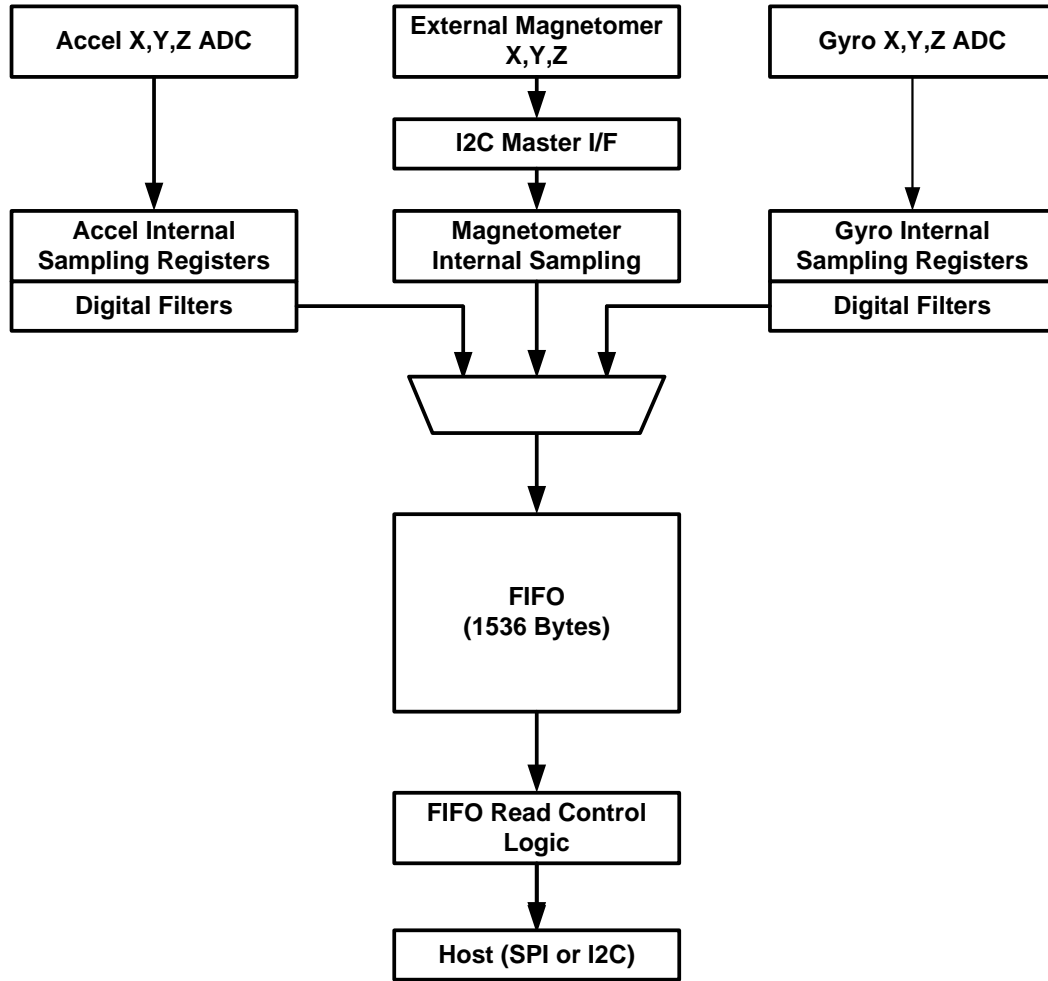 Accel X,Y,Z ADC
External Magnetomer
X,Y,Z
Gyro X,Y,Z ADC
I2C Master I/F
Accel Internal
Sampling Registers
Digital Filters
Magnetometer
Internal Sampling
Gyro Internal
Sampling Registers
Digital Filters
FIFO
(1536 Bytes)
FIFO Read Control
Logic
Host (SPI or I2C)